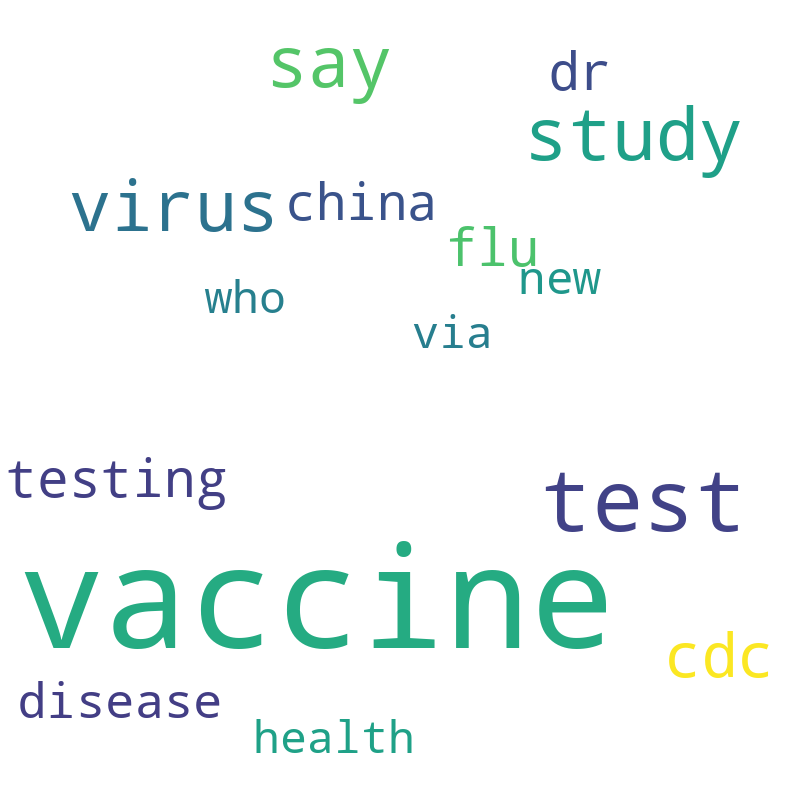 say
dr
study
virus
china
flu
new
who
via
testing
test
vaccine
cdc
disease
health